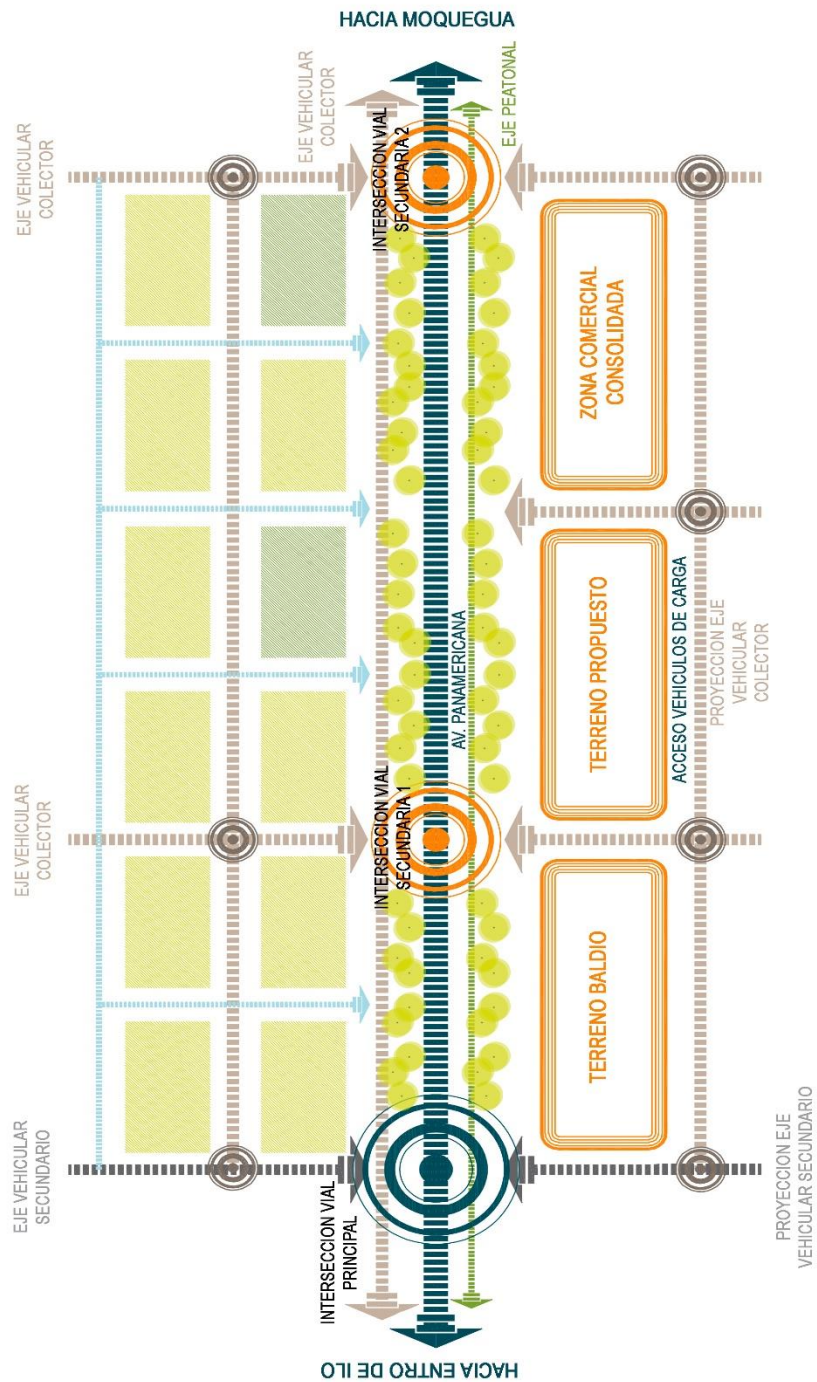 HACIA MOQUEGUA
EJE VEHICULAR
COLECTOR
EJE VEHICULAR
COLECTOR
EJE PEATONAL
INTERSECCION VIAL
SECUNDARIA 2
ZONA COMERCIAL
CONSOLIDADA
EJE VEHICULAR
COLECTOR
INTERSECCION VIAL
SECUNDARIA 1
AV. PANAMERICANA
TERRENO PROPUESTO
ACCESO VEHICULOS DE CARGA
PROYECCION EJE
VEHICULAR
COLECTOR
TERRENO BALDIO
EJE VEHICULAR
SECUNDARIO
INTERSECCION VIAL
PRINCIPAL
PROYECCION EJE
VEHICULAR SECUNDARIO
HACIA ENTRO DE ILO